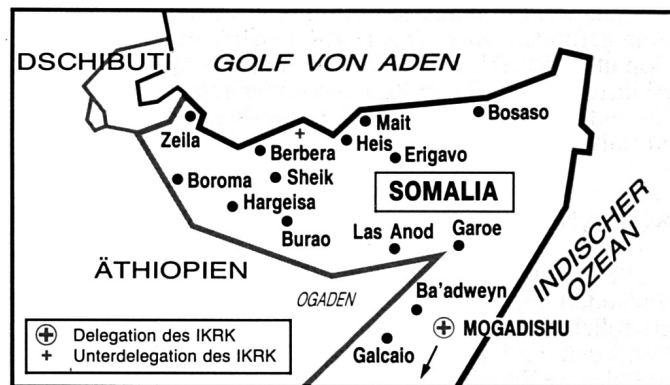 DSCHIBUTI
GOLF VON ADEN
Zeila
Mait
Bosaso
Heis
Berbera
Erigavo
Boroma
Sheik
SOMALIA
Hargeisa
Burao
Las Anod
Garoe
INDISCHER
OZEAN
ÄTHIOPIEN
OGADEN
Ba'adweyn
MOGADISHU
Galcaio
Delegation des IKRK
Unterdelegation des IKRK